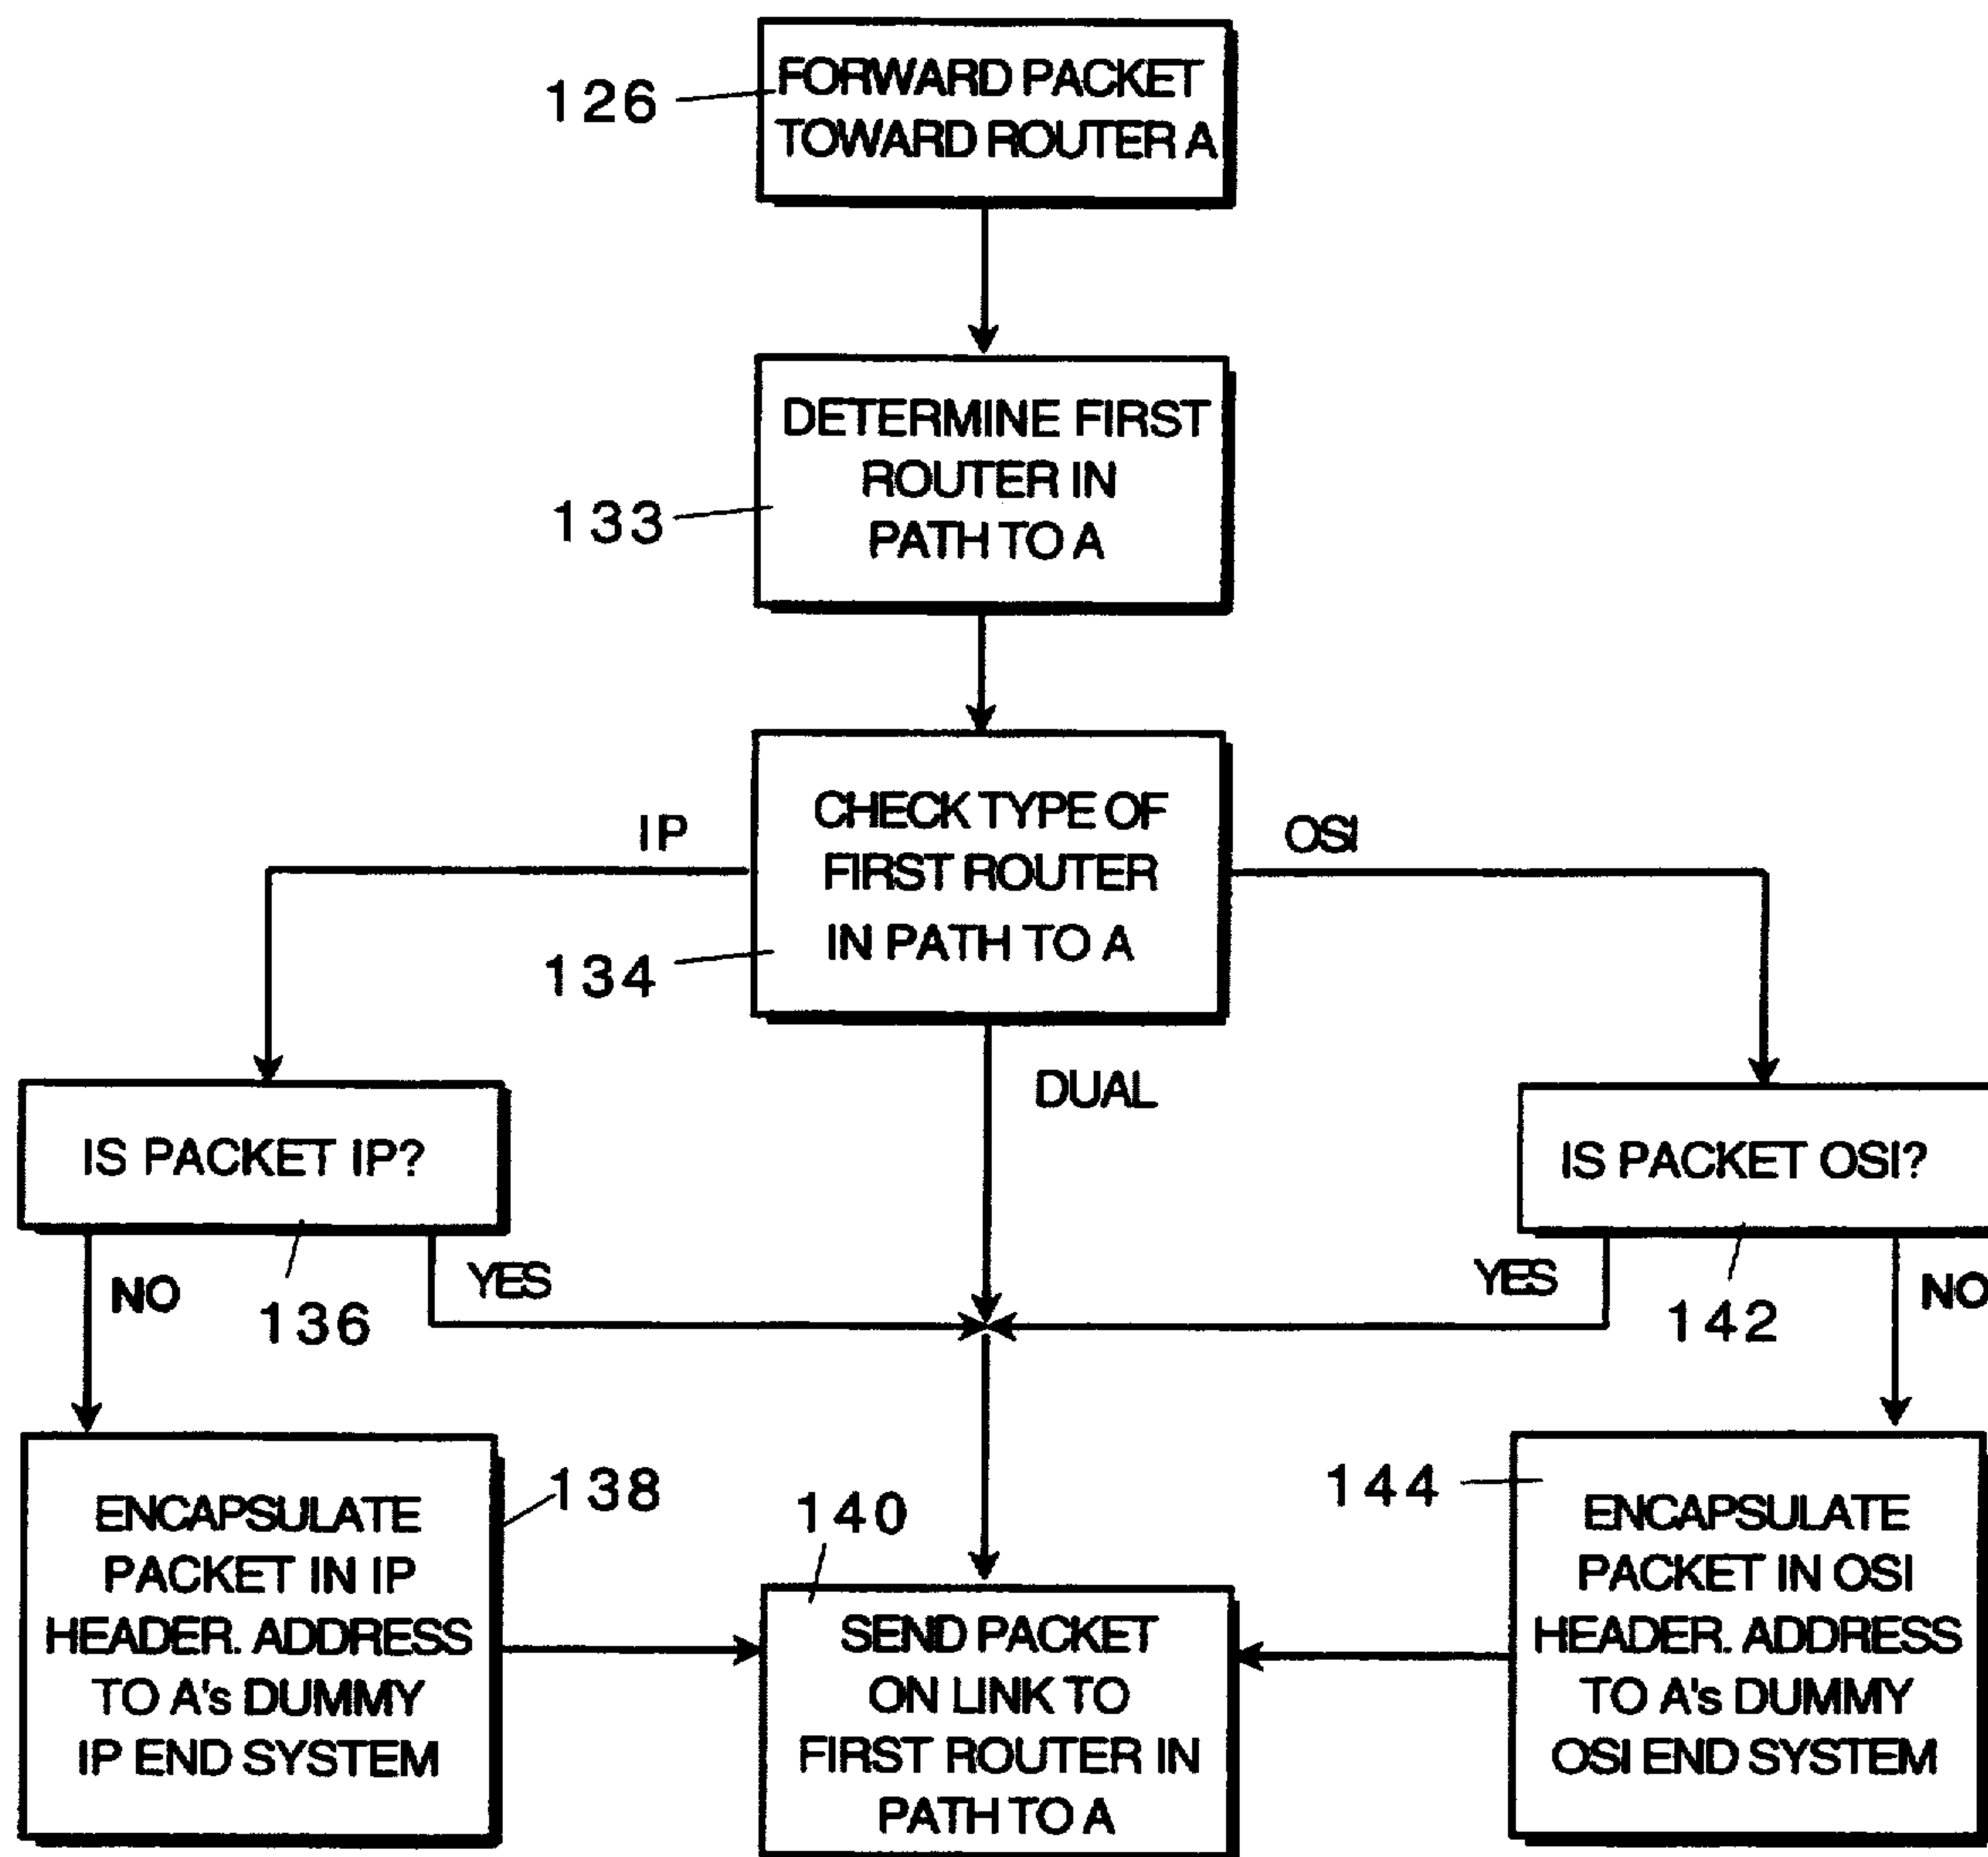 FORWARD PACKET
TOWARD ROUTER A
126
DETERMINE FIRST
ROUTER IN
PATH TO A
133
CHECK TYPE OF
FIRST ROUTER
IN PATH TO A
134
IP
OSI
DUAL
IS PACKET IP?
136
NO
YES
IS PACKET OSI?
142
YES
NO
ENCAPSULATE
PACKET IN IP
HEADER. ADDRESS
TO A's DUMMY
IP END SYSTEM
138
140
SEND PACKET
ON LINK TO
FIRST ROUTER IN
PATH TO A
144
ENCAPSULATE
PACKET IN OSI
HEADER. ADDRESS
TO A's DUMMY
OSI END SYSTEM